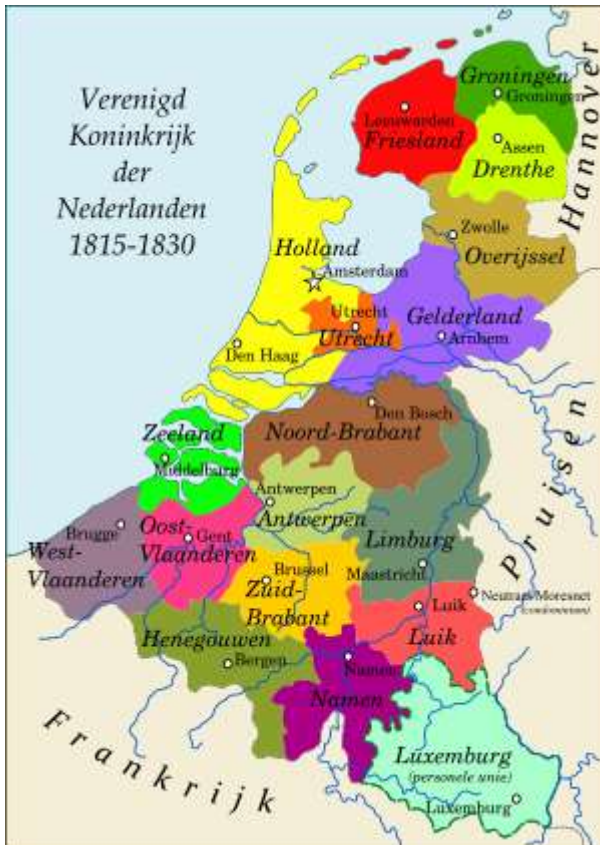 Verenigd
Koninkrijk
der
Nederlanden
1815-1830
Hannover
Groningen
Groningen
Leeuwarden
Friesland
Assen
Drenthe
Zwolle
Overijssel
Holland
Amsterdam
Utrecht
Utrecht
Gelderland
Arnhem
Den Haag
Den Bosch
Noord-Brabant
Zeeland
Middelburg
Pruisen
Antwerpen
Antwerpen
Brugge
West-
Vlaanderen
Oost-
Vlaanderen
Gent
Limburg
Maastricht
Brussel
Zuid-
Brabant
Neutraal Moresnet
(condominium)
Luik
Luik
Henegouwen
Bergen
Namen
Namen
Frankrijk
Luxemburg
(personele unie)
Luxemburg